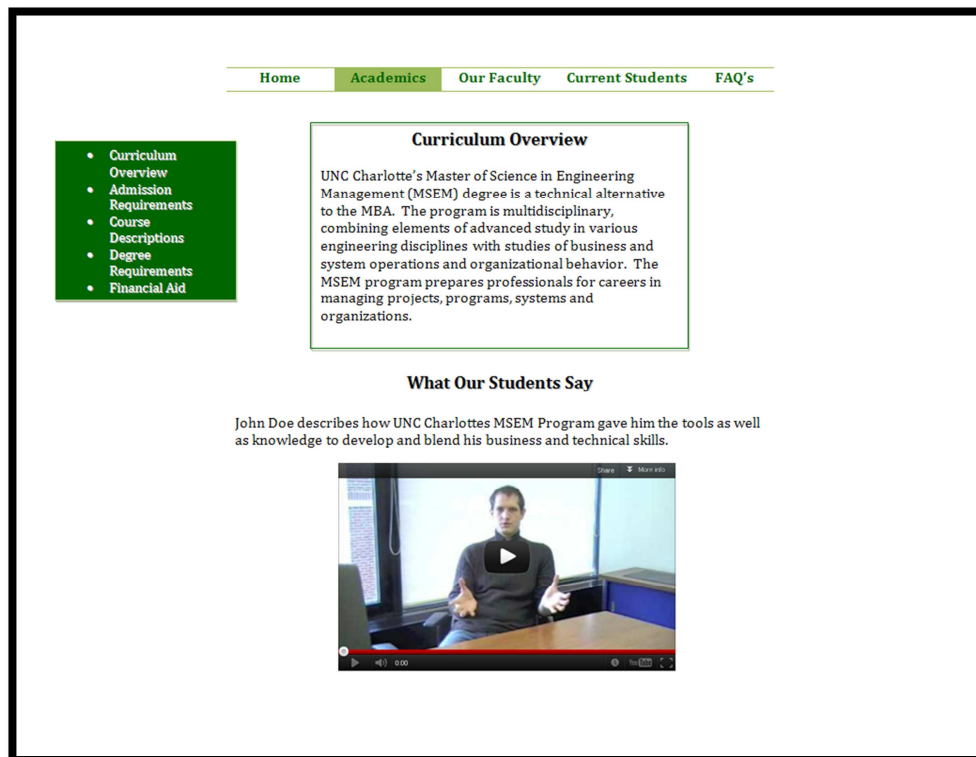 Home Academics Our Faculty Current Students FAQ's
• Curriculum
Overview
• Admission
Requirements
• Course
Descriptions
• Degree
Requirements
• Financial Aid
Curriculum Overview
UNC Charlotte's Master of Science in Engineering
Management (MSEM) degree is a technical alternative
to the MBA. The program is multidisciplinary,
combining elements of advanced study in various
engineering disciplines with studies of business and
system operations and organizational behavior. The
MSEM program prepares professionals for careers in
managing projects, programs, systems and
organizations.
What Our Students Say
John Doe describes how UNC Charlottes MSEM Program gave him the tools as well
as knowledge to develop and blend his business and technical skills.
Share More info
0:00 YouTube